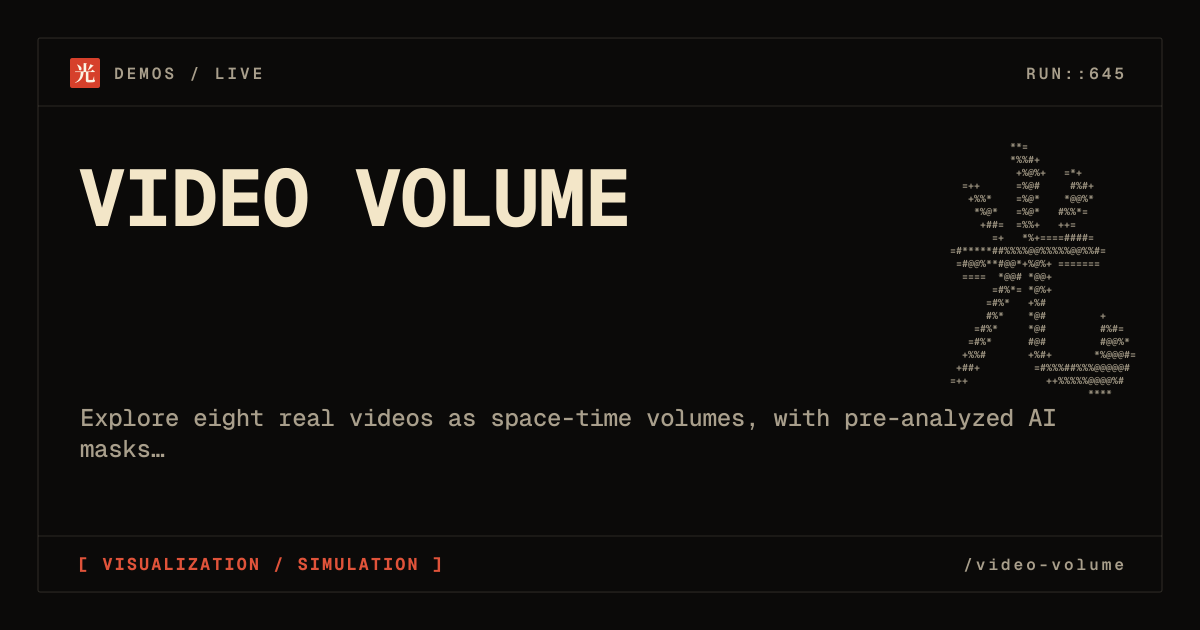 光 DEMOS / LIVE
RUN::645
VIDEO VOLUME
Explore eight real videos as space-time volumes, with pre-analyzed AI
masks…
[ VISUALIZATION / SIMULATION ]
/video-volume